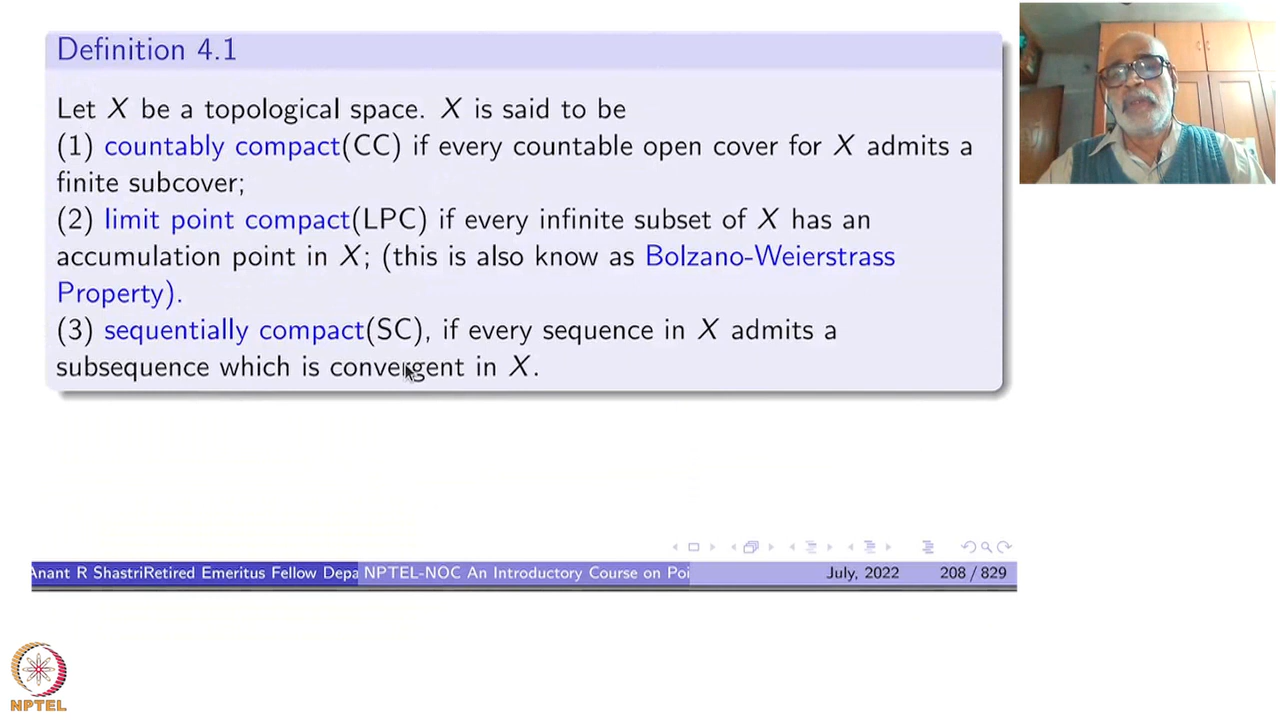 Definition 4.1
Let X be a topological space. X is said to be
(1) countably compact(CC) if every countable open cover for X admits a
finite subcover;
(2) limit point compact(LPC) if every infinite subset of X has an
accumulation point in X; (this is also know as Bolzano-Weierstrass
Property).
(3) sequentially compact(SC), if every sequence in X admits a
subsequence which is convergent in X.
Anant R ShastriRetired Emeritus Fellow Depa NPTEL-NOC An Introductory Course on Poi July, 2022 208 / 829
NPTEL